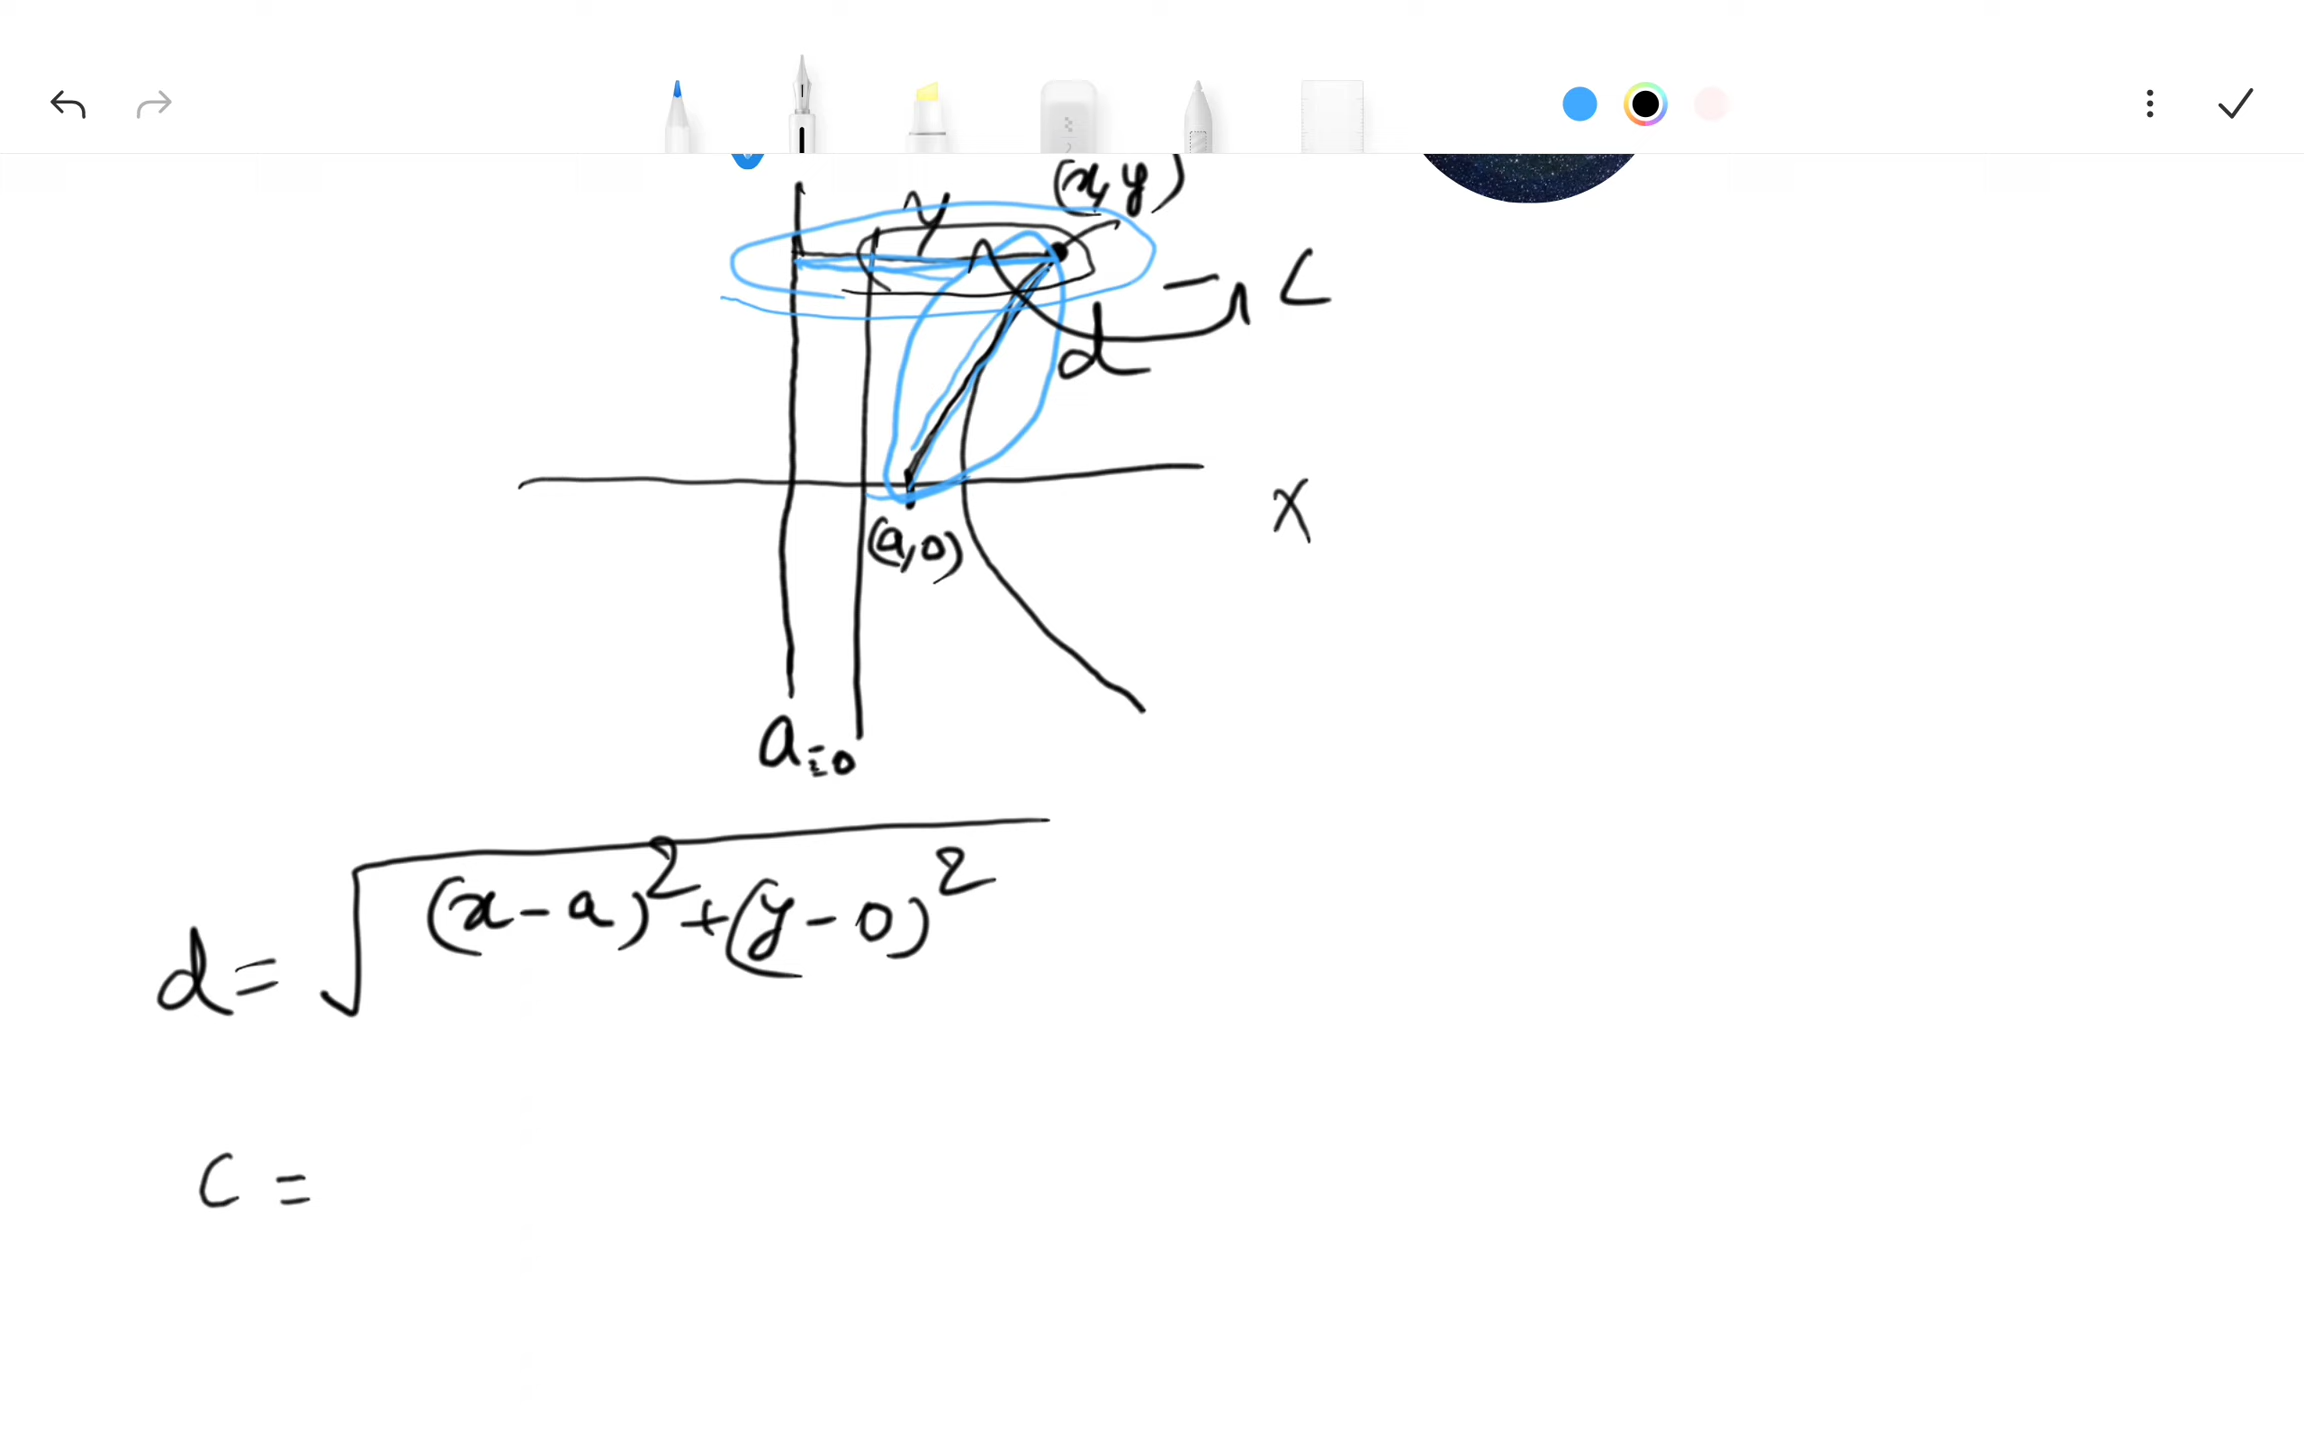 (x, y)
y
C
d
X
(a, 0)
a=0
d = √(x - a)² + (y - 0)²
C =